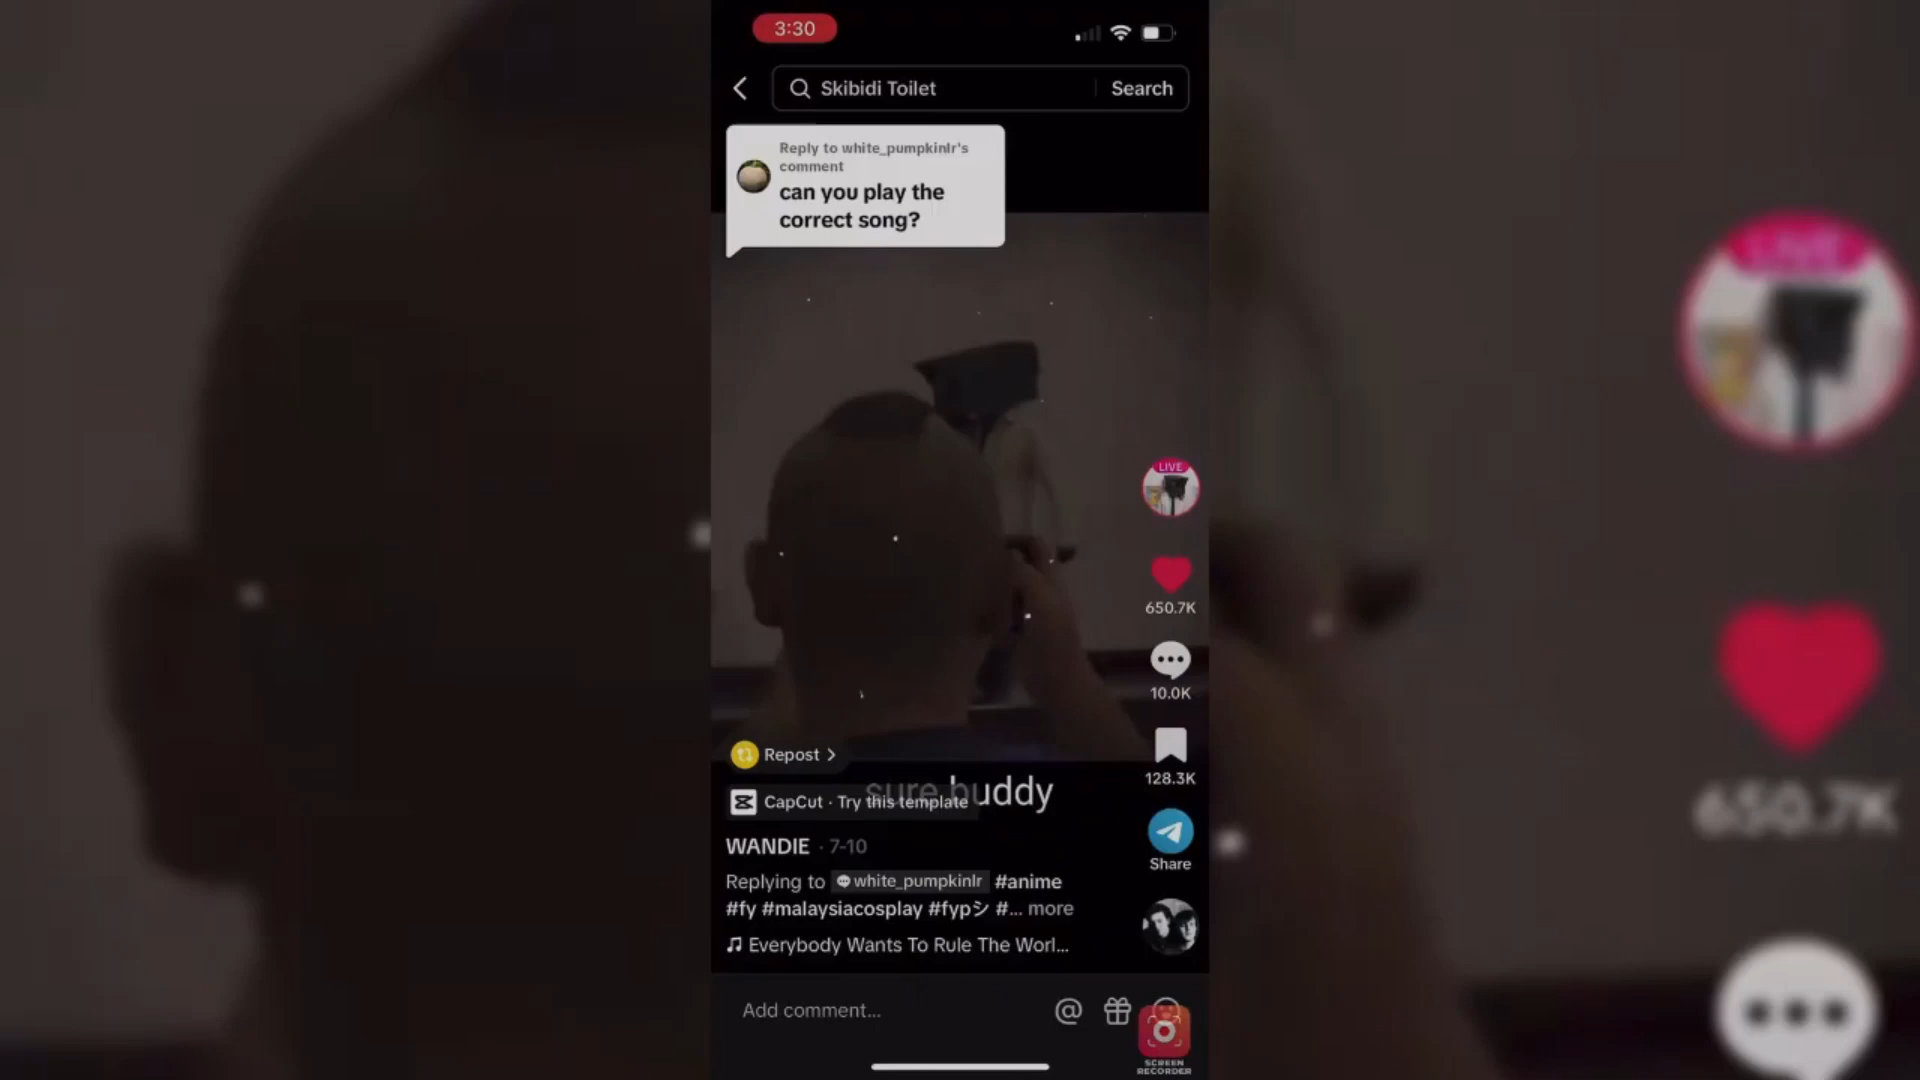 3:30
Skibidi Toilet
Search
Reply to white_pumpkinlr's
comment
can you play the
correct song?
LIVE
LIVE
650.7K
10.0K
Repost >
128.3K
sure buddy
CapCut · Try this template
WANDIE · 7-10
Share
Replying to white_pumpkinlr #anime
#fy #malaysiacosplay #fypシ #... more
Everybody Wants To Rule The Worl...
650.7K
Add comment...
@
SCREEN
RECORDER